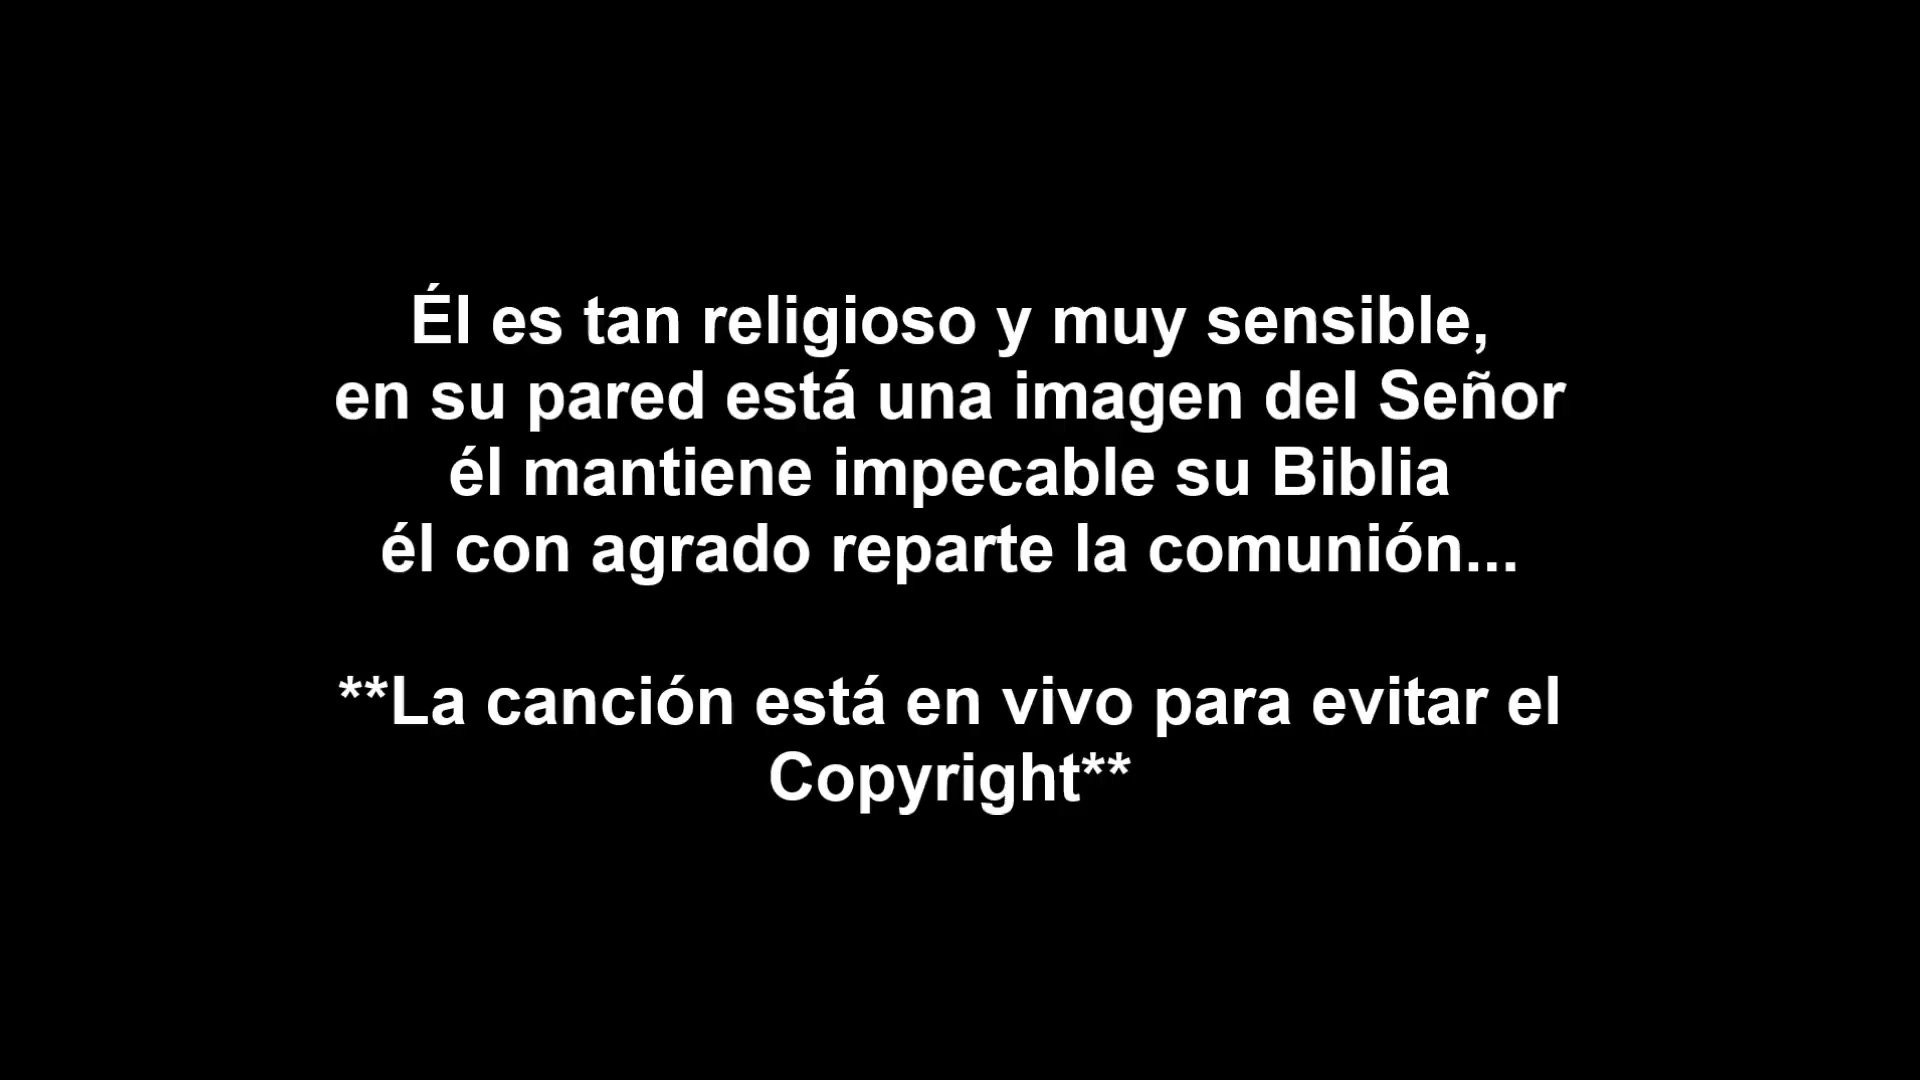 Él es tan religioso y muy sensible,
en su pared está una imagen del Señor
él mantiene impecable su Biblia
él con agrado reparte la comunión...
**La canción está en vivo para evitar el
Copyright**